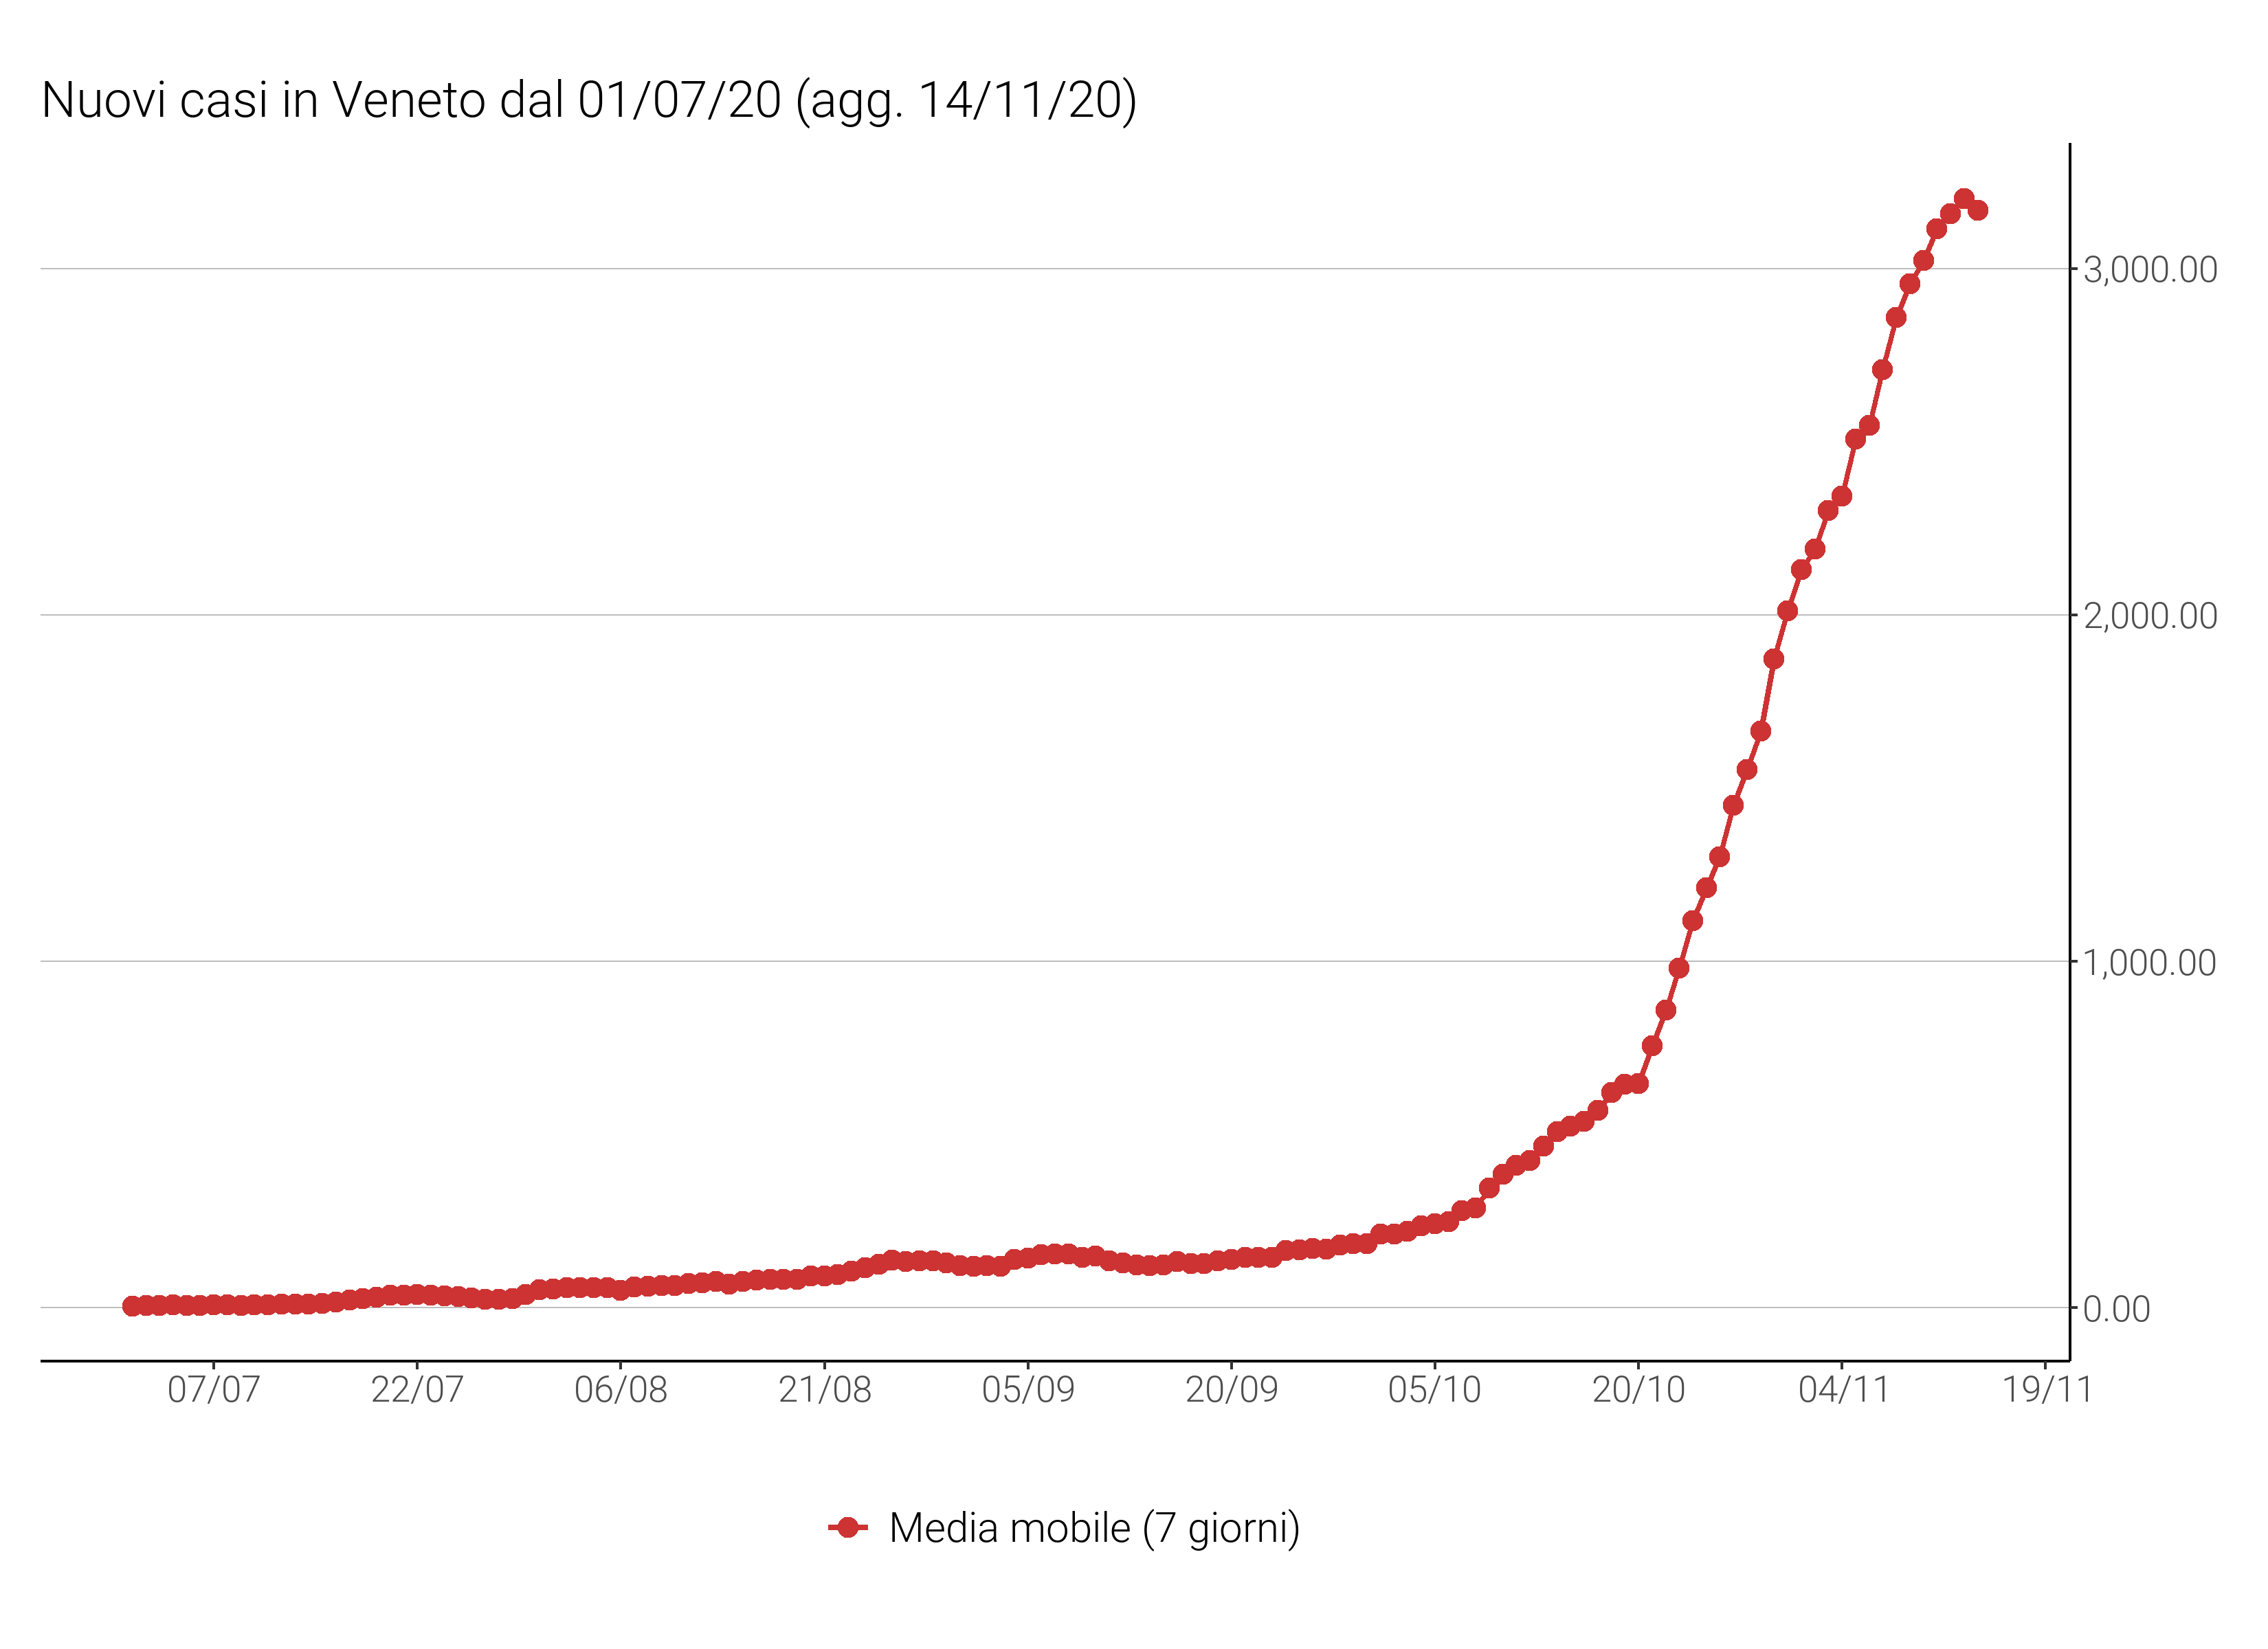 Nuovi casi in Veneto dal 01/07/20 (agg. 14/11/20)
3,000.00
2,000.00
1,000.00
0.00
07/07 22/07 06/08 21/08 05/09 20/09 05/10 20/10 04/11 19/11
Media mobile (7 giorni)